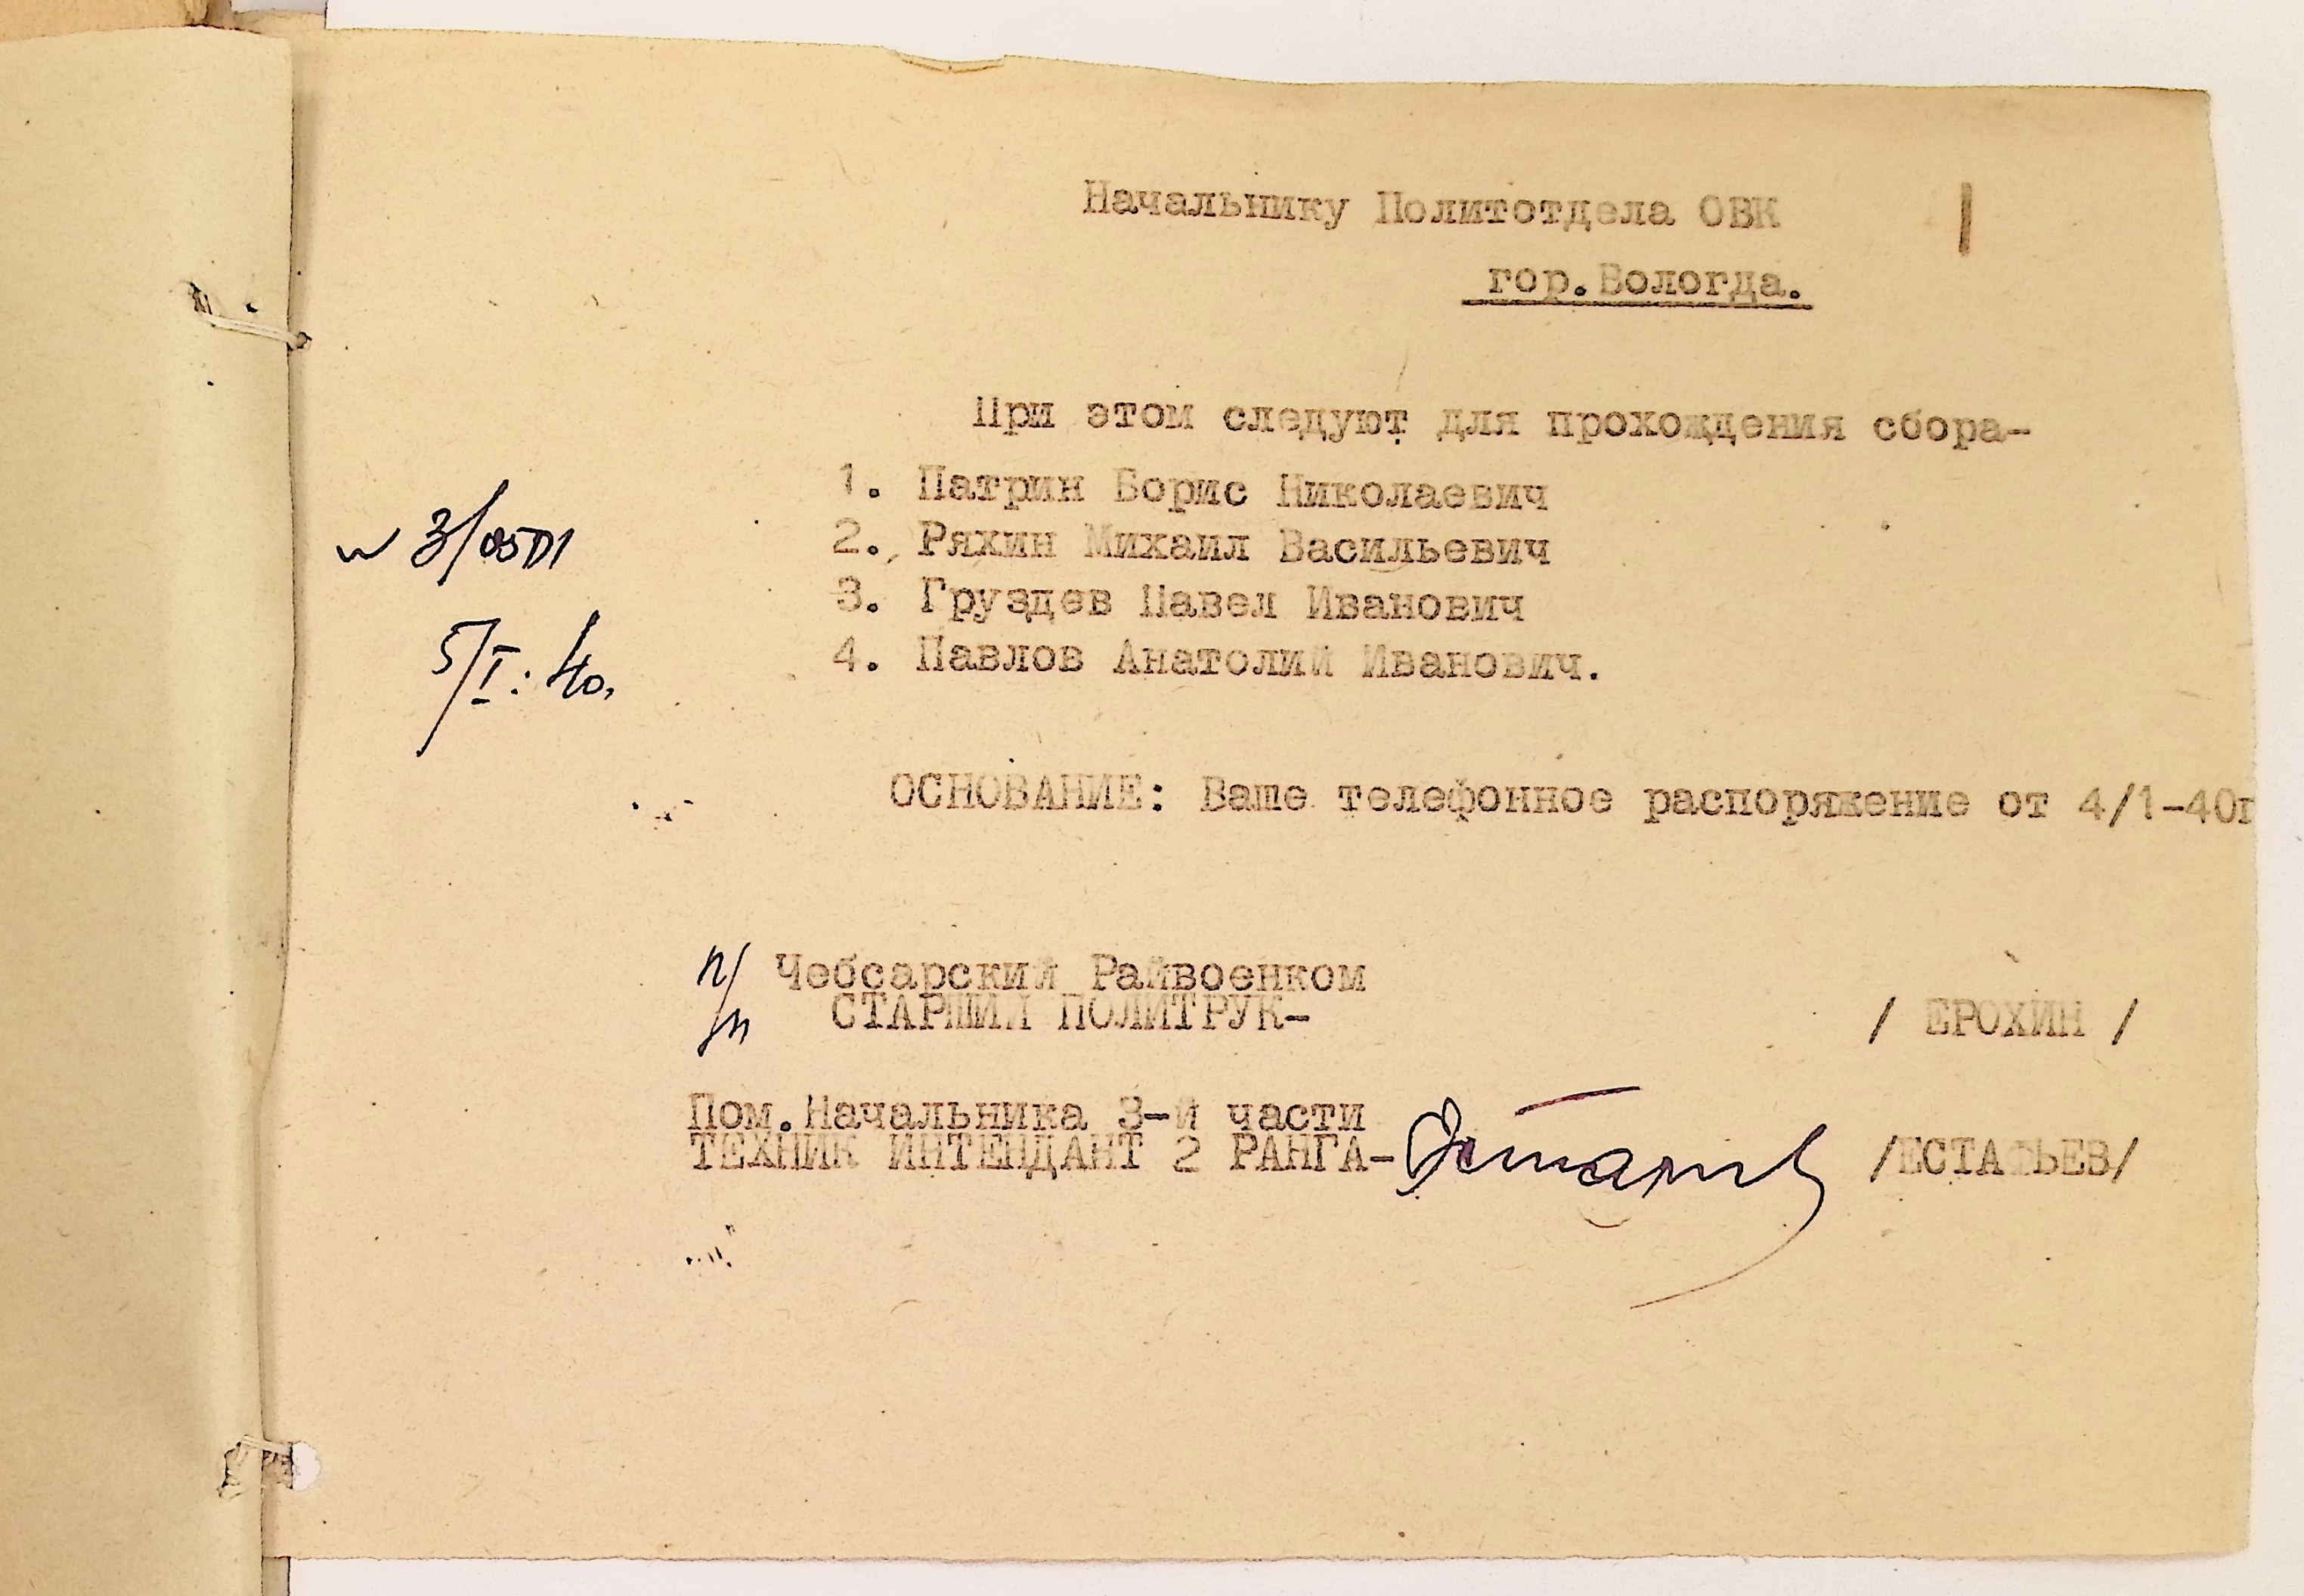 Начальнику Политотдела ОВК
гор.Вологда.
При этом следуют для прохождения сбора-
1. Патрин Борис Николаевич
2. Ряхин Михаил Васильевич
3. Груздев Павел Иванович
4. Павлов Анатолий Иванович.
3/0501
5/I. 40.
ОСНОВАНИЕ: Ваше телефонное распоряжение от 4/1-40г
п/п Чебсарский Райвоенком
СТАРШИЙ ПОЛИТРУК- / ЕРОХИН /
Пом.Начальника 3-й части
ТЕХНИК ИНТЕНДАНТ 2 РАНГА- /ЕСТАФЬЕВ/